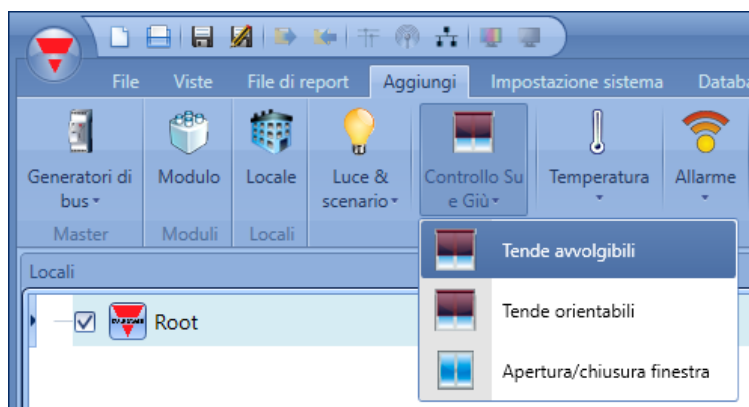 File Viste File di report Aggiungi Impostazione sistema Databa
Generatori di bus
Modulo
Locale
Luce & scenario
Controllo Su e Giù
Temperatura
Allarme
Master Moduli Locali
Locali
Tende avvolgibili
Root
Tende orientabili
Apertura/chiusura finestra